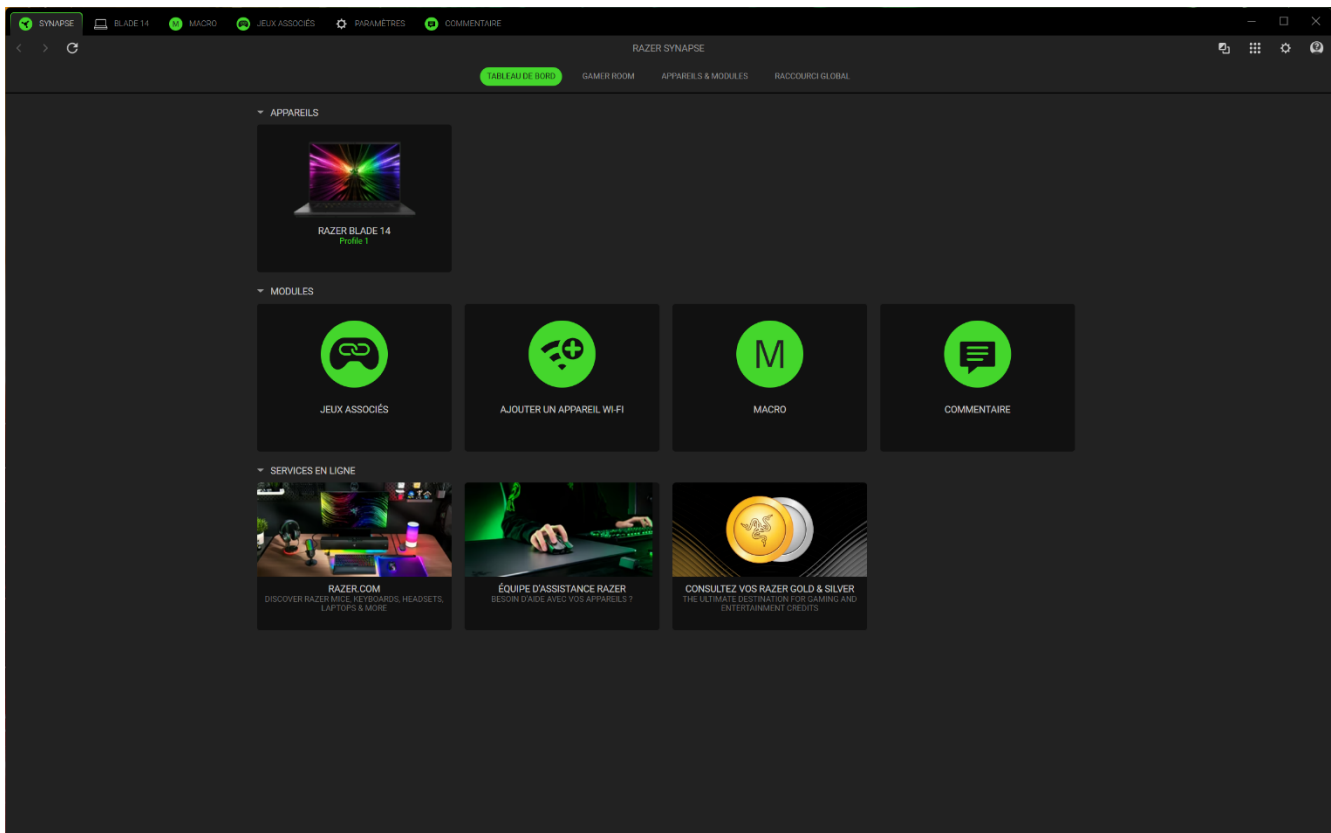 SYNAPSE
BLADE 14
M
MACRO
JEUX ASSOCIÉS
PARAMÈTRES
COMMENTAIRE
RAZER SYNAPSE
TABLEAU DE BORD
GAMER ROOM
APPAREILS & MODULES
RACCOURCI GLOBAL
APPAREILS
RAZER BLADE 14
Profile 1
MODULES
M
JEUX ASSOCIÉS
AJOUTER UN APPAREIL WI-FI
MACRO
COMMENTAIRE
SERVICES EN LIGNE
RAZER.COM
DISCOVER RAZER MICE, KEYBOARDS, HEADSETS,
LAPTOPS & MORE
ÉQUIPE D'ASSISTANCE RAZER
BESOIN D'AIDE AVEC VOS APPAREILS ?
CONSULTEZ VOS RAZER GOLD & SILVER
THE ULTIMATE DESTINATION FOR GAMING AND
ENTERTAINMENT CREDITS